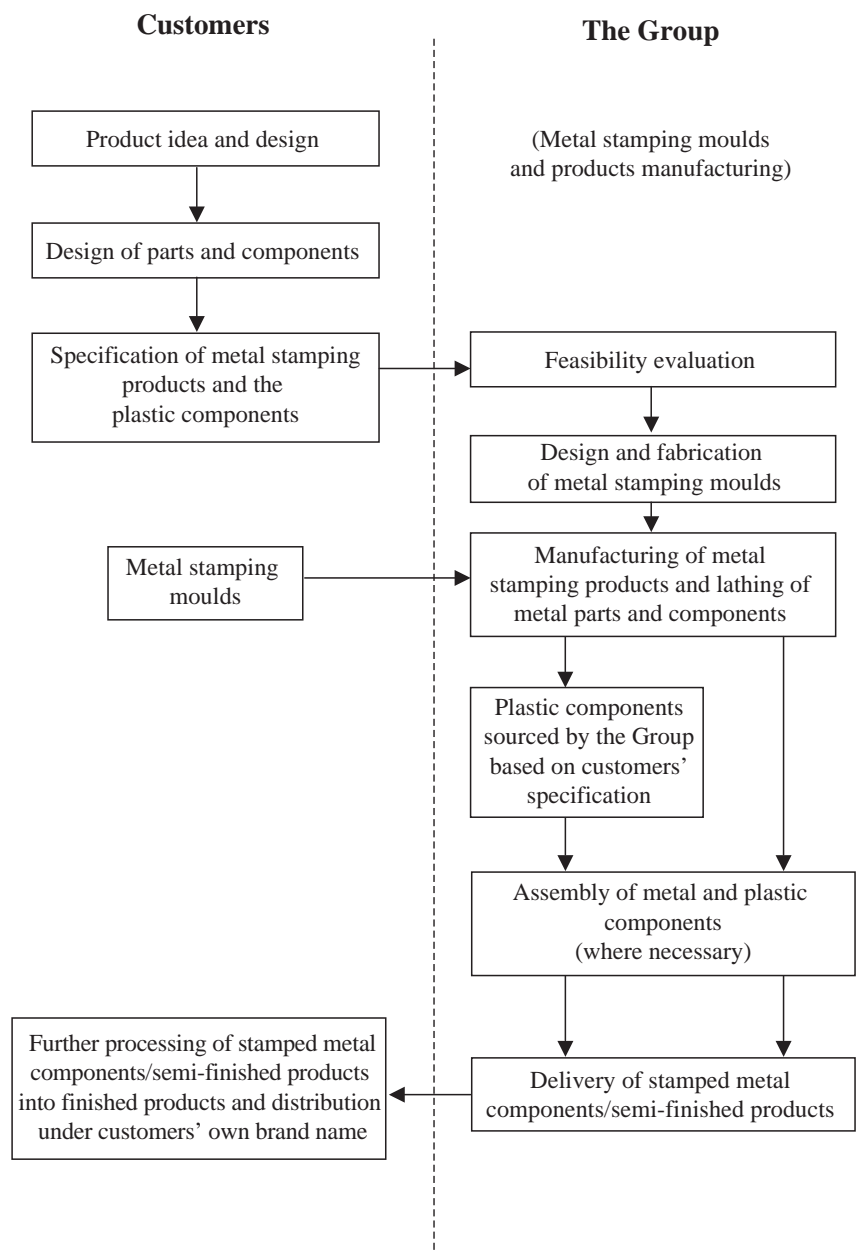 Customers
The Group
Product idea and design
(Metal stamping moulds
and products manufacturing)
Design of parts and components
Specification of metal stamping
products and the
plastic components
Feasibility evaluation
Design and fabrication
of metal stamping moulds
Metal stamping
moulds
Manufacturing of metal
stamping products and lathing of
metal parts and components
Plastic components
sourced by the Group
based on customers’
specification
Assembly of metal and plastic
components
(where necessary)
Further processing of stamped metal
components/semi-finished products
into finished products and distribution
under customers’ own brand name
Delivery of stamped metal
components/semi-finished products